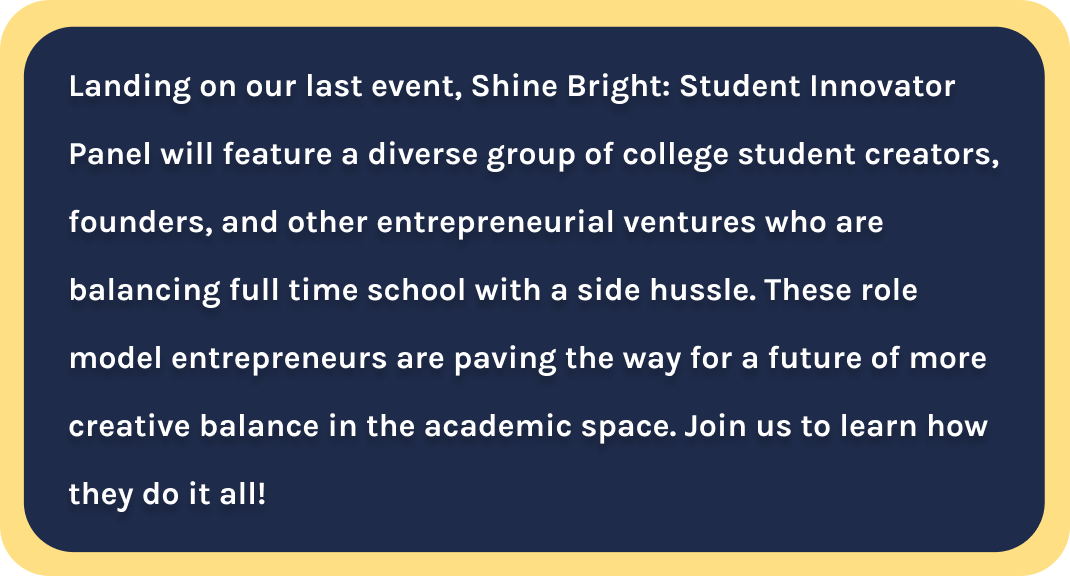 Landing on our last event, Shine Bright: Student Innovator
Panel will feature a diverse group of college student creators,
founders, and other entrepreneurial ventures who are
balancing full time school with a side hussle. These role
model entrepreneurs are paving the way for a future of more
creative balance in the academic space. Join us to learn how
they do it all!